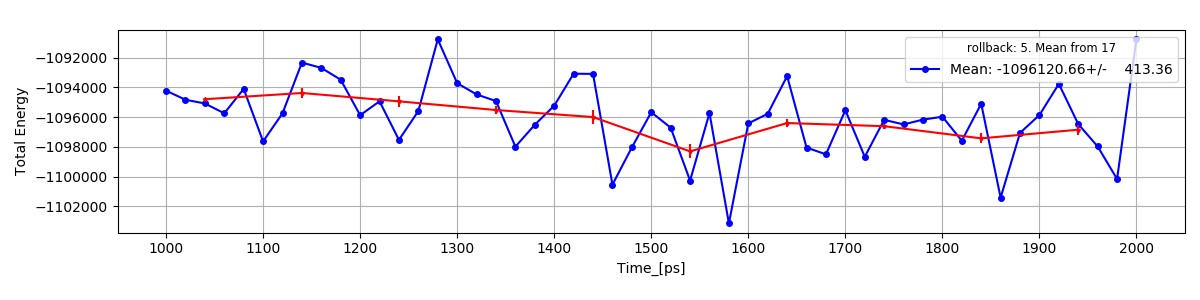 rollback: 5. Mean from 17
Mean: -1096120.66+/- 413.36
Total Energy
−1092000
−1094000
−1096000
−1098000
−1100000
−1102000
1000 1100 1200 1300 1400 1500 1600 1700 1800 1900 2000
Time_[ps]